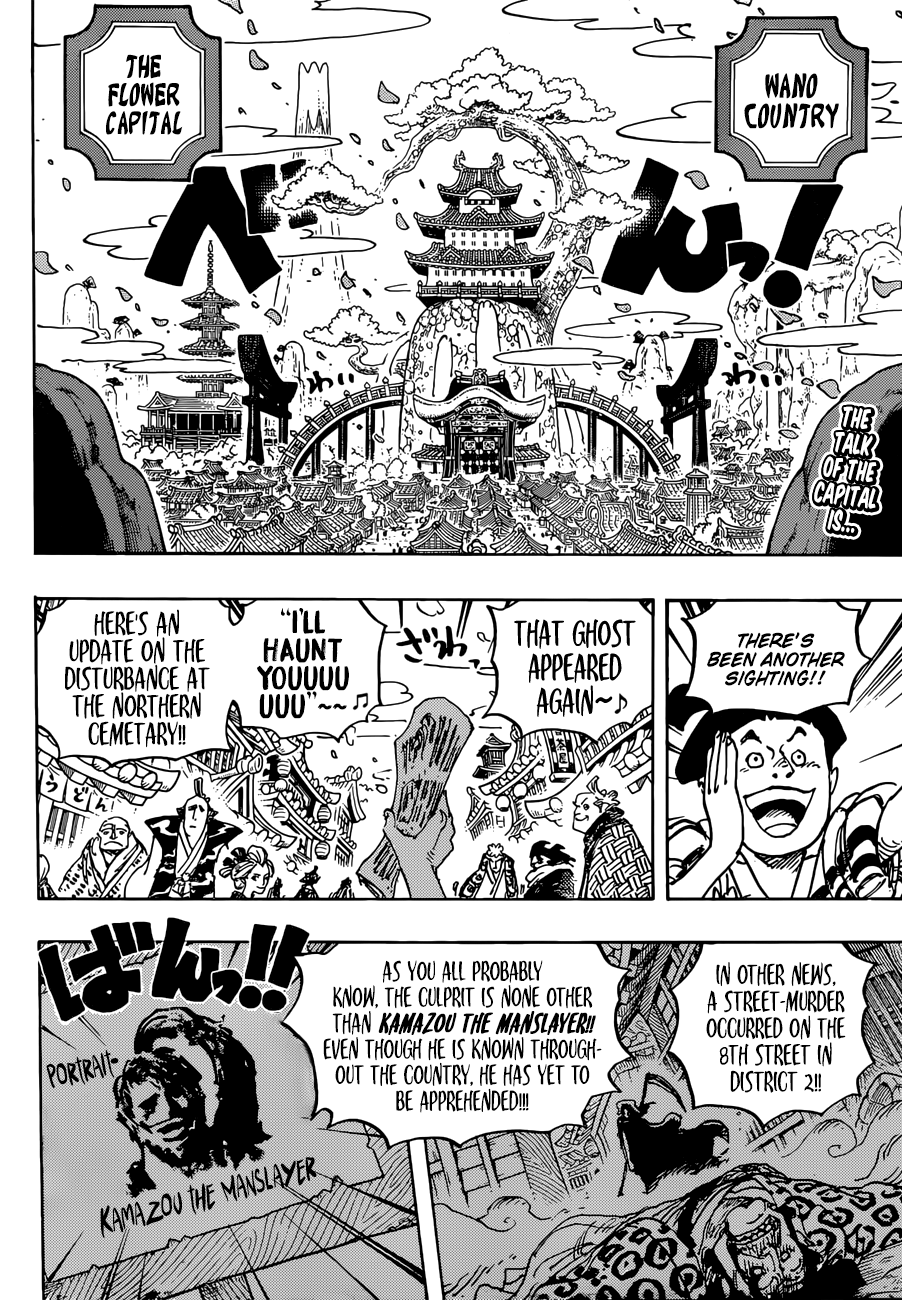 WANO
COUNTRY
THE
FLOWER
CAPITAL
べべんっ!
わい
わぃ
THE
TALK
OF THE
CAPITAL
IS...
THERE'S
BEEN ANOTHER
SIGHTING!!
THAT GHOST
APPEARED
AGAIN~♪
ざわっ
"I'LL
HAUNT
YOUUUU
UUU"~~♫
HERE'S AN
UPDATE ON THE
DISTURBANCE AT
THE NORTHERN
CEMETARY!!
うどん
IN OTHER NEWS,
A STREET-MURDER
OCCURRED ON THE
8TH STREET IN
DISTRICT 2!!
AS YOU ALL PROBABLY
KNOW, THE CULPRIT IS NONE OTHER
THAN KAMAZOU THE MANSLAYER!!
EVEN THOUGH HE IS KNOWN THROUGH-
OUT THE COUNTRY, HE HAS YET TO
BE APPREHENDED!!!
ばんっ!!
PORTRAIT-
KAMAZOU THE MANSLAYER